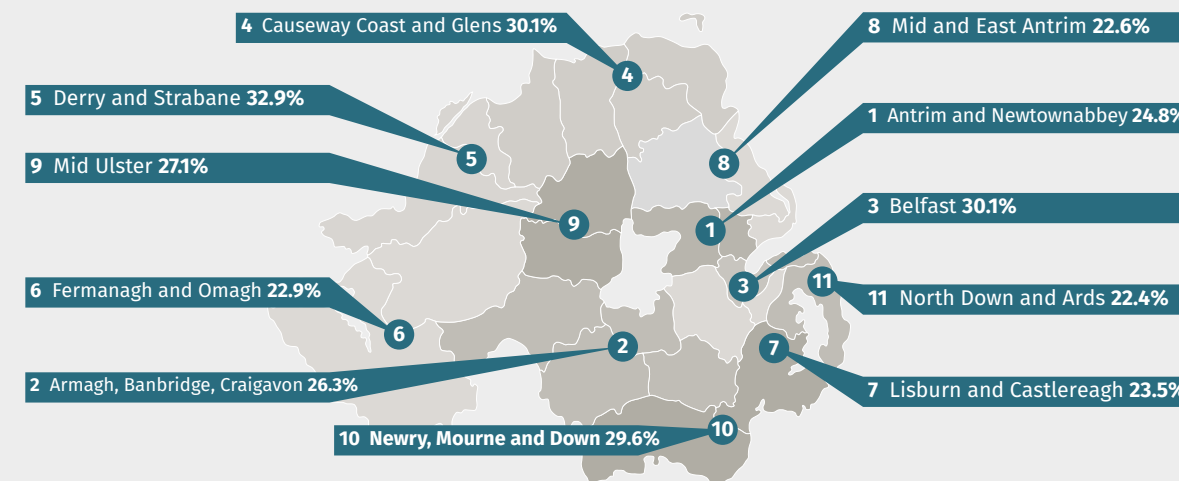 4 Causeway Coast and Glens 30.1%
8 Mid and East Antrim 22.6%
4
5 Derry and Strabane 32.9%
1 Antrim and Newtownabbey 24.8%
5
8
9 Mid Ulster 27.1%
3 Belfast 30.1%
9
1
6 Fermanagh and Omagh 22.9%
3
11
11 North Down and Ards 22.4%
6
2
7
2 Armagh, Banbridge, Craigavon 26.3%
7 Lisburn and Castlereagh 23.5%
10 Newry, Mourne and Down 29.6%
10